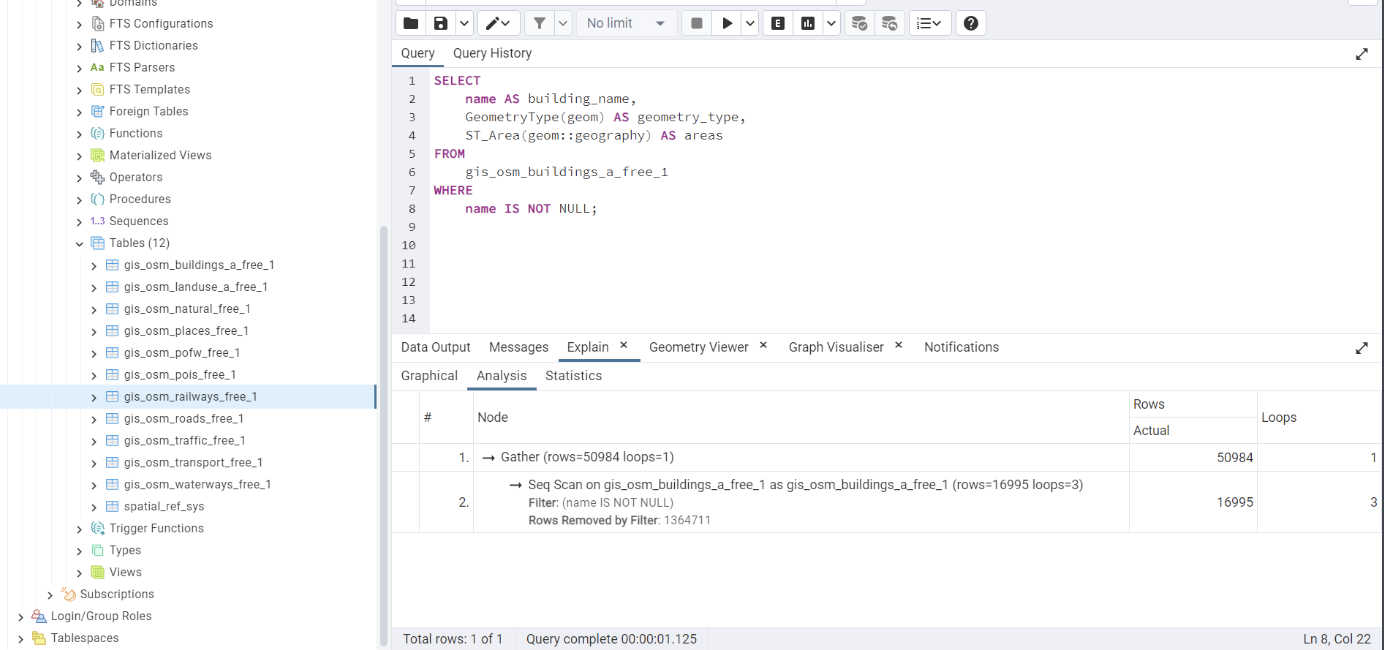 Domains
FTS Configurations
FTS Dictionaries
Aa FTS Parsers
FTS Templates
Foreign Tables
Functions
Materialized Views
Operators
Procedures
1..3 Sequences
Tables (12)
gis_osm_buildings_a_free_1
gis_osm_landuse_a_free_1
gis_osm_natural_free_1
gis_osm_places_free_1
gis_osm_pofw_free_1
gis_osm_pois_free_1
gis_osm_railways_free_1
gis_osm_roads_free_1
gis_osm_traffic_free_1
gis_osm_transport_free_1
gis_osm_waterways_free_1
spatial_ref_sys
Trigger Functions
Types
Views
Subscriptions
Login/Group Roles
Tablespaces
No limit E
Query Query History
1 SELECT
2 name AS building_name,
3 GeometryType(geom) AS geometry_type,
4 ST_Area(geom::geography) AS areas
5 FROM
6 gis_osm_buildings_a_free_1
7 WHERE
8 name IS NOT NULL;
9
10
11
12
13
14
Data Output Messages Explain Geometry Viewer Graph Visualiser Notifications
Graphical Analysis Statistics
# Node Rows Loops
Actual
1. → Gather (rows=50984 loops=1) 50984 1
2. → Seq Scan on gis_osm_buildings_a_free_1 as gis_osm_buildings_a_free_1 (rows=16995 loops=3) 16995 3
Filter: (name IS NOT NULL)
Rows Removed by Filter: 1364711
Total rows: 1 of 1 Query complete 00:00:01.125 Ln 8, Col 22